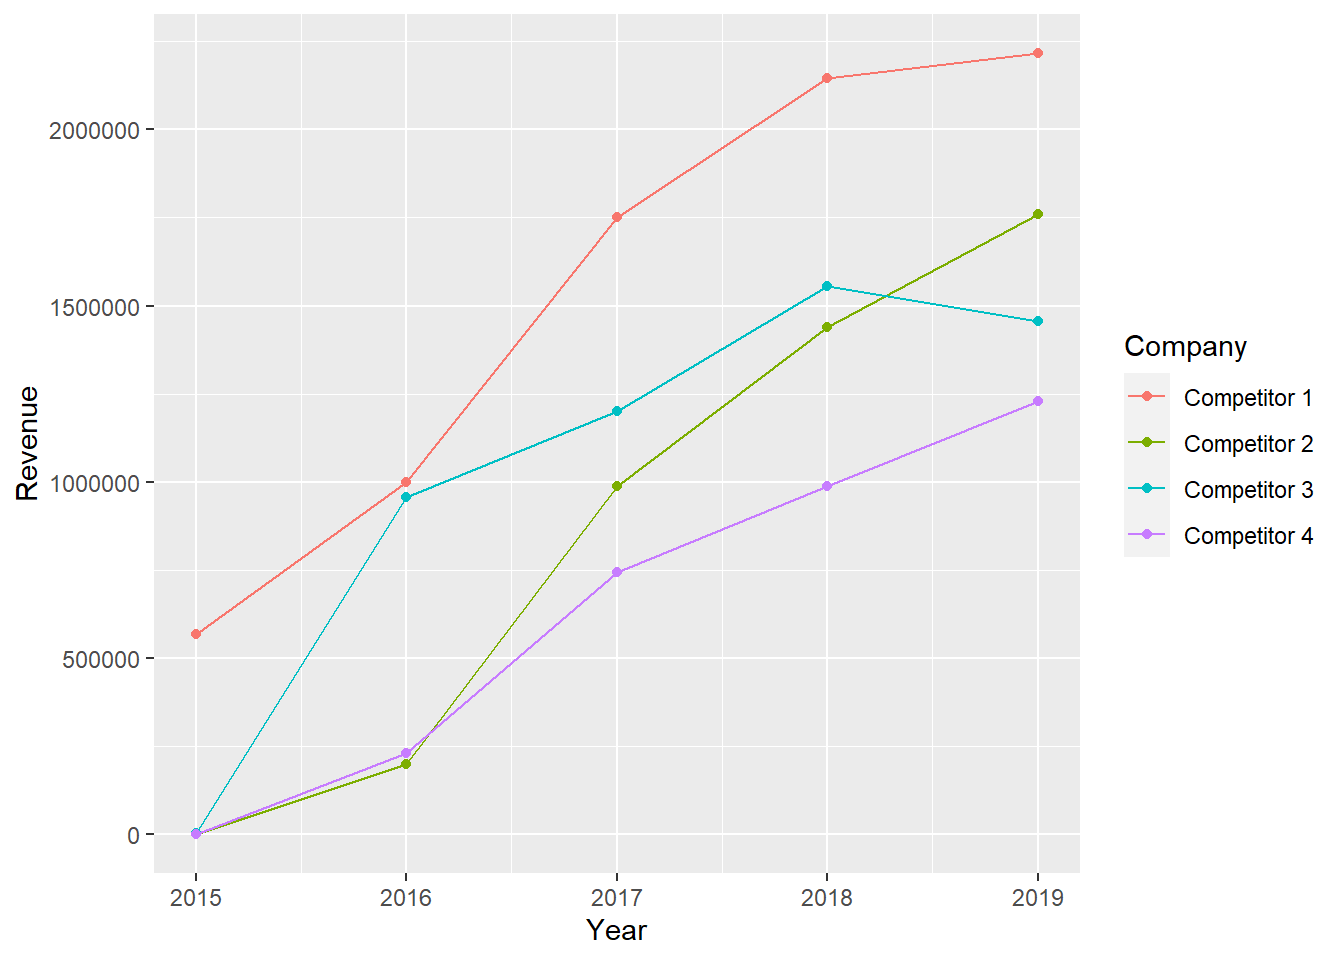 2000000
1500000
1000000
500000
0
Revenue
2015 2016 2017 2018 2019
Year
Company
Competitor 1
Competitor 2
Competitor 3
Competitor 4